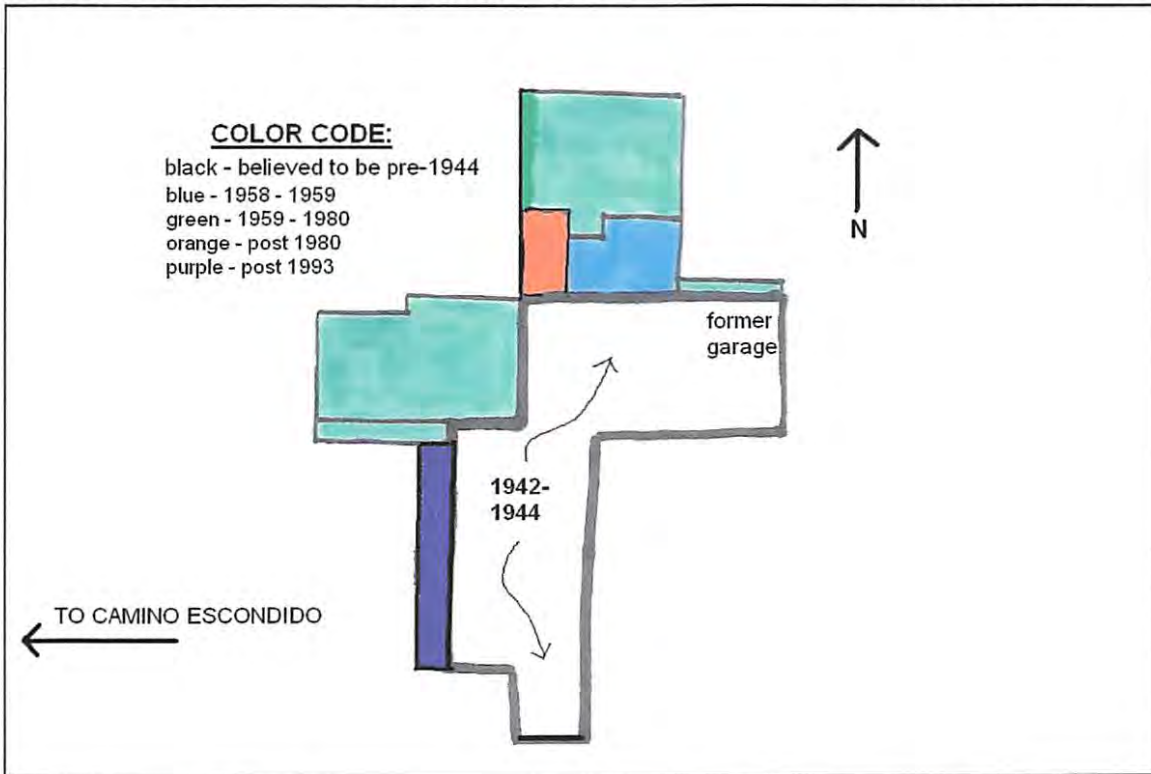 COLOR CODE:
black - believed to be pre-1944
blue - 1958 - 1959
green - 1959 - 1980
orange - post 1980
purple - post 1993
N
former
garage
1942-
1944
TO CAMINO ESCONDIDO